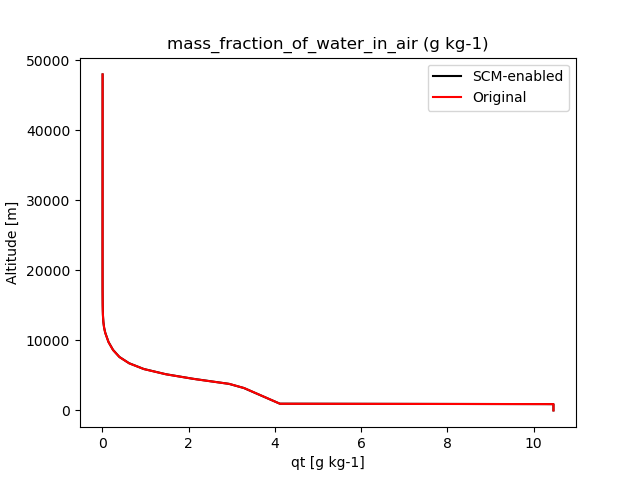 mass_fraction_of_water_in_air (g kg-1)
SCM-enabled
Original
50000
40000
30000
20000
10000
0
Altitude [m]
0 2 4 6 8 10
qt [g kg-1]